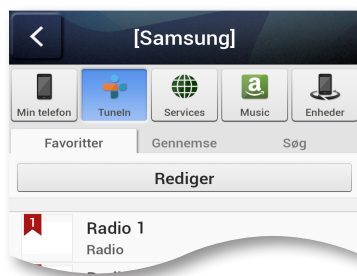 [Samsung]
Min telefon TuneIn Services Music Enheder
Favoritter Gennemse Søg
Rediger
1
Radio 1
Radio